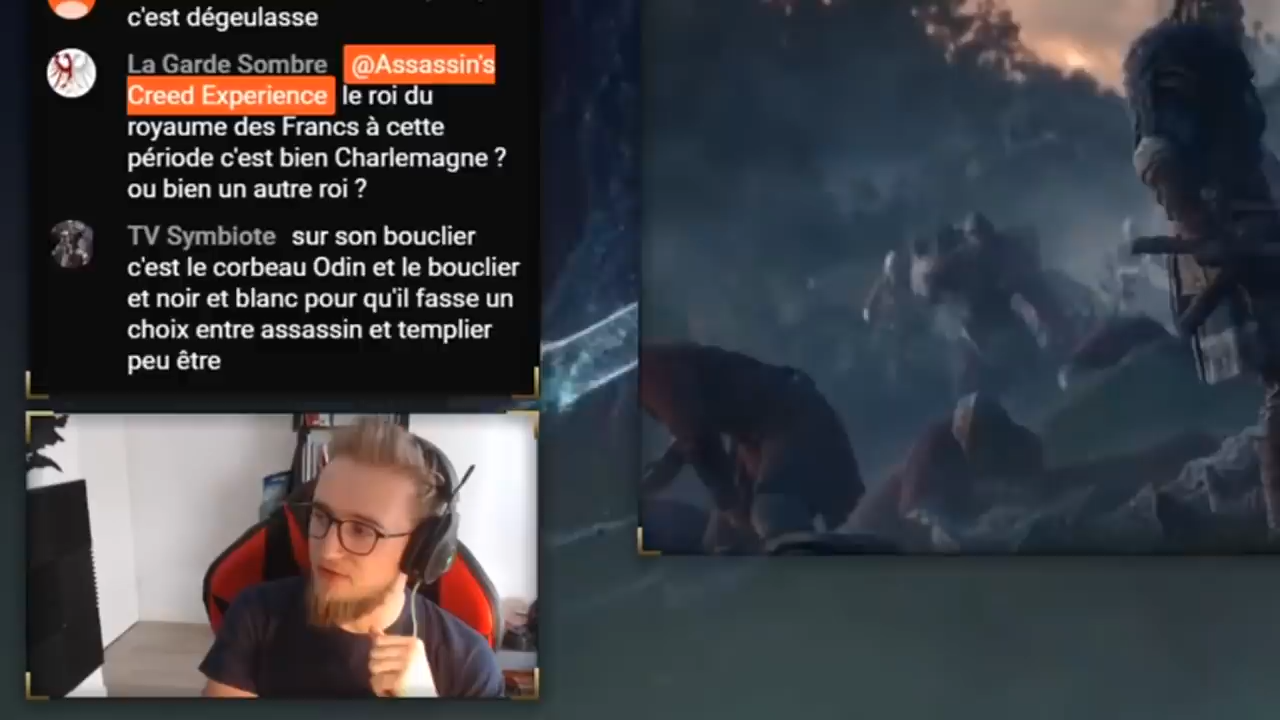 c'est dégeulasse
La Garde Sombre @Assassin's
Creed Experience le roi du
royaume des Francs à cette
période c'est bien Charlemagne ?
ou bien un autre roi ?
TV Symbiote sur son bouclier
c'est le corbeau Odin et le bouclier
et noir et blanc pour qu'il fasse un
choix entre assassin et templier
peu être